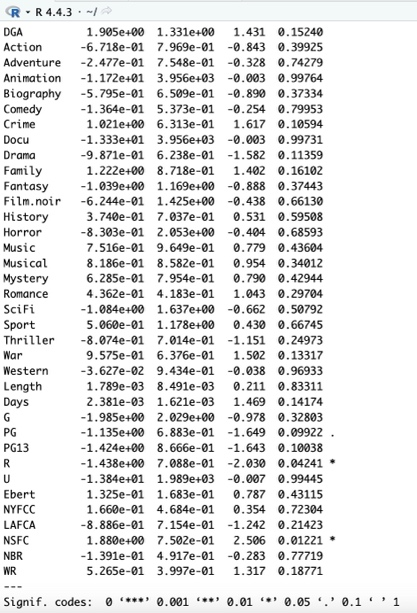 R 4.4.3 · ~/
DGA 1.905e+00 1.331e+00 1.431 0.15240
Action -6.718e-01 7.969e-01 -0.843 0.39925
Adventure -2.477e-01 7.548e-01 -0.328 0.74279
Animation -1.172e+01 3.956e+03 -0.003 0.99764
Biography -5.795e-01 6.509e-01 -0.890 0.37334
Comedy -1.364e-01 5.373e-01 -0.254 0.79953
Crime 1.021e+00 6.313e-01 1.617 0.10594
Docu -1.333e+01 3.956e+03 -0.003 0.99731
Drama -9.871e-01 6.238e-01 -1.582 0.11359
Family 1.222e+00 8.718e-01 1.402 0.16102
Fantasy -1.039e+00 1.169e+00 -0.888 0.37443
Film.noir -6.244e-01 1.425e+00 -0.438 0.66130
History 3.740e-01 7.037e-01 0.531 0.59508
Horror -8.303e-01 2.053e+00 -0.404 0.68593
Music 7.516e-01 9.649e-01 0.779 0.43604
Musical 8.186e-01 8.582e-01 0.954 0.34012
Mystery 6.285e-01 7.954e-01 0.790 0.42944
Romance 4.362e-01 4.183e-01 1.043 0.29704
SciFi -1.084e+00 1.637e+00 -0.662 0.50792
Sport 5.060e-01 1.178e+00 0.430 0.66745
Thriller -8.074e-01 7.014e-01 -1.151 0.24973
War 9.575e-01 6.376e-01 1.502 0.13317
Western -3.627e-02 9.434e-01 -0.038 0.96933
Length 1.789e-03 8.491e-03 0.211 0.83311
Days 2.381e-03 1.621e-03 1.469 0.14174
G -1.985e+00 2.029e+00 -0.978 0.32803
PG -1.135e+00 6.883e-01 -1.649 0.09922 .
PG13 -1.424e+00 8.666e-01 -1.643 0.10038
R -1.438e+00 7.088e-01 -2.030 0.04241 *
U -1.384e+01 1.989e+03 -0.007 0.99445
Ebert 1.325e-01 1.683e-01 0.787 0.43115
NYFCC 1.660e-01 4.684e-01 0.354 0.72304
LAFCA -8.886e-01 7.154e-01 -1.242 0.21423
NSFC 1.880e+00 7.502e-01 2.506 0.01221 *
NBR -1.391e-01 4.917e-01 -0.283 0.77719
WR 5.265e-01 3.997e-01 1.317 0.18771
---
Signif. codes: 0 ‘***’ 0.001 ‘**’ 0.01 ‘*’ 0.05 ‘.’ 0.1 ‘ ’ 1